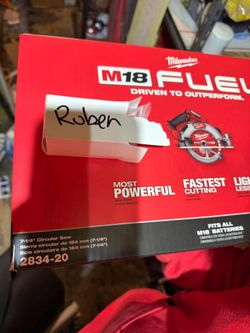 Milwaukee
M18 FUEL
DRIVEN TO OUTPERFORM.
Ruben
MOST
POWERFUL
FASTEST
CUTTING
FITS ALL
M18 BATTERIES
7-1/4" Circular Saw
Sierra circular de 184 mm (7-1/4")
Scie circulaire de 184 mm (7-1/4")
2834-20